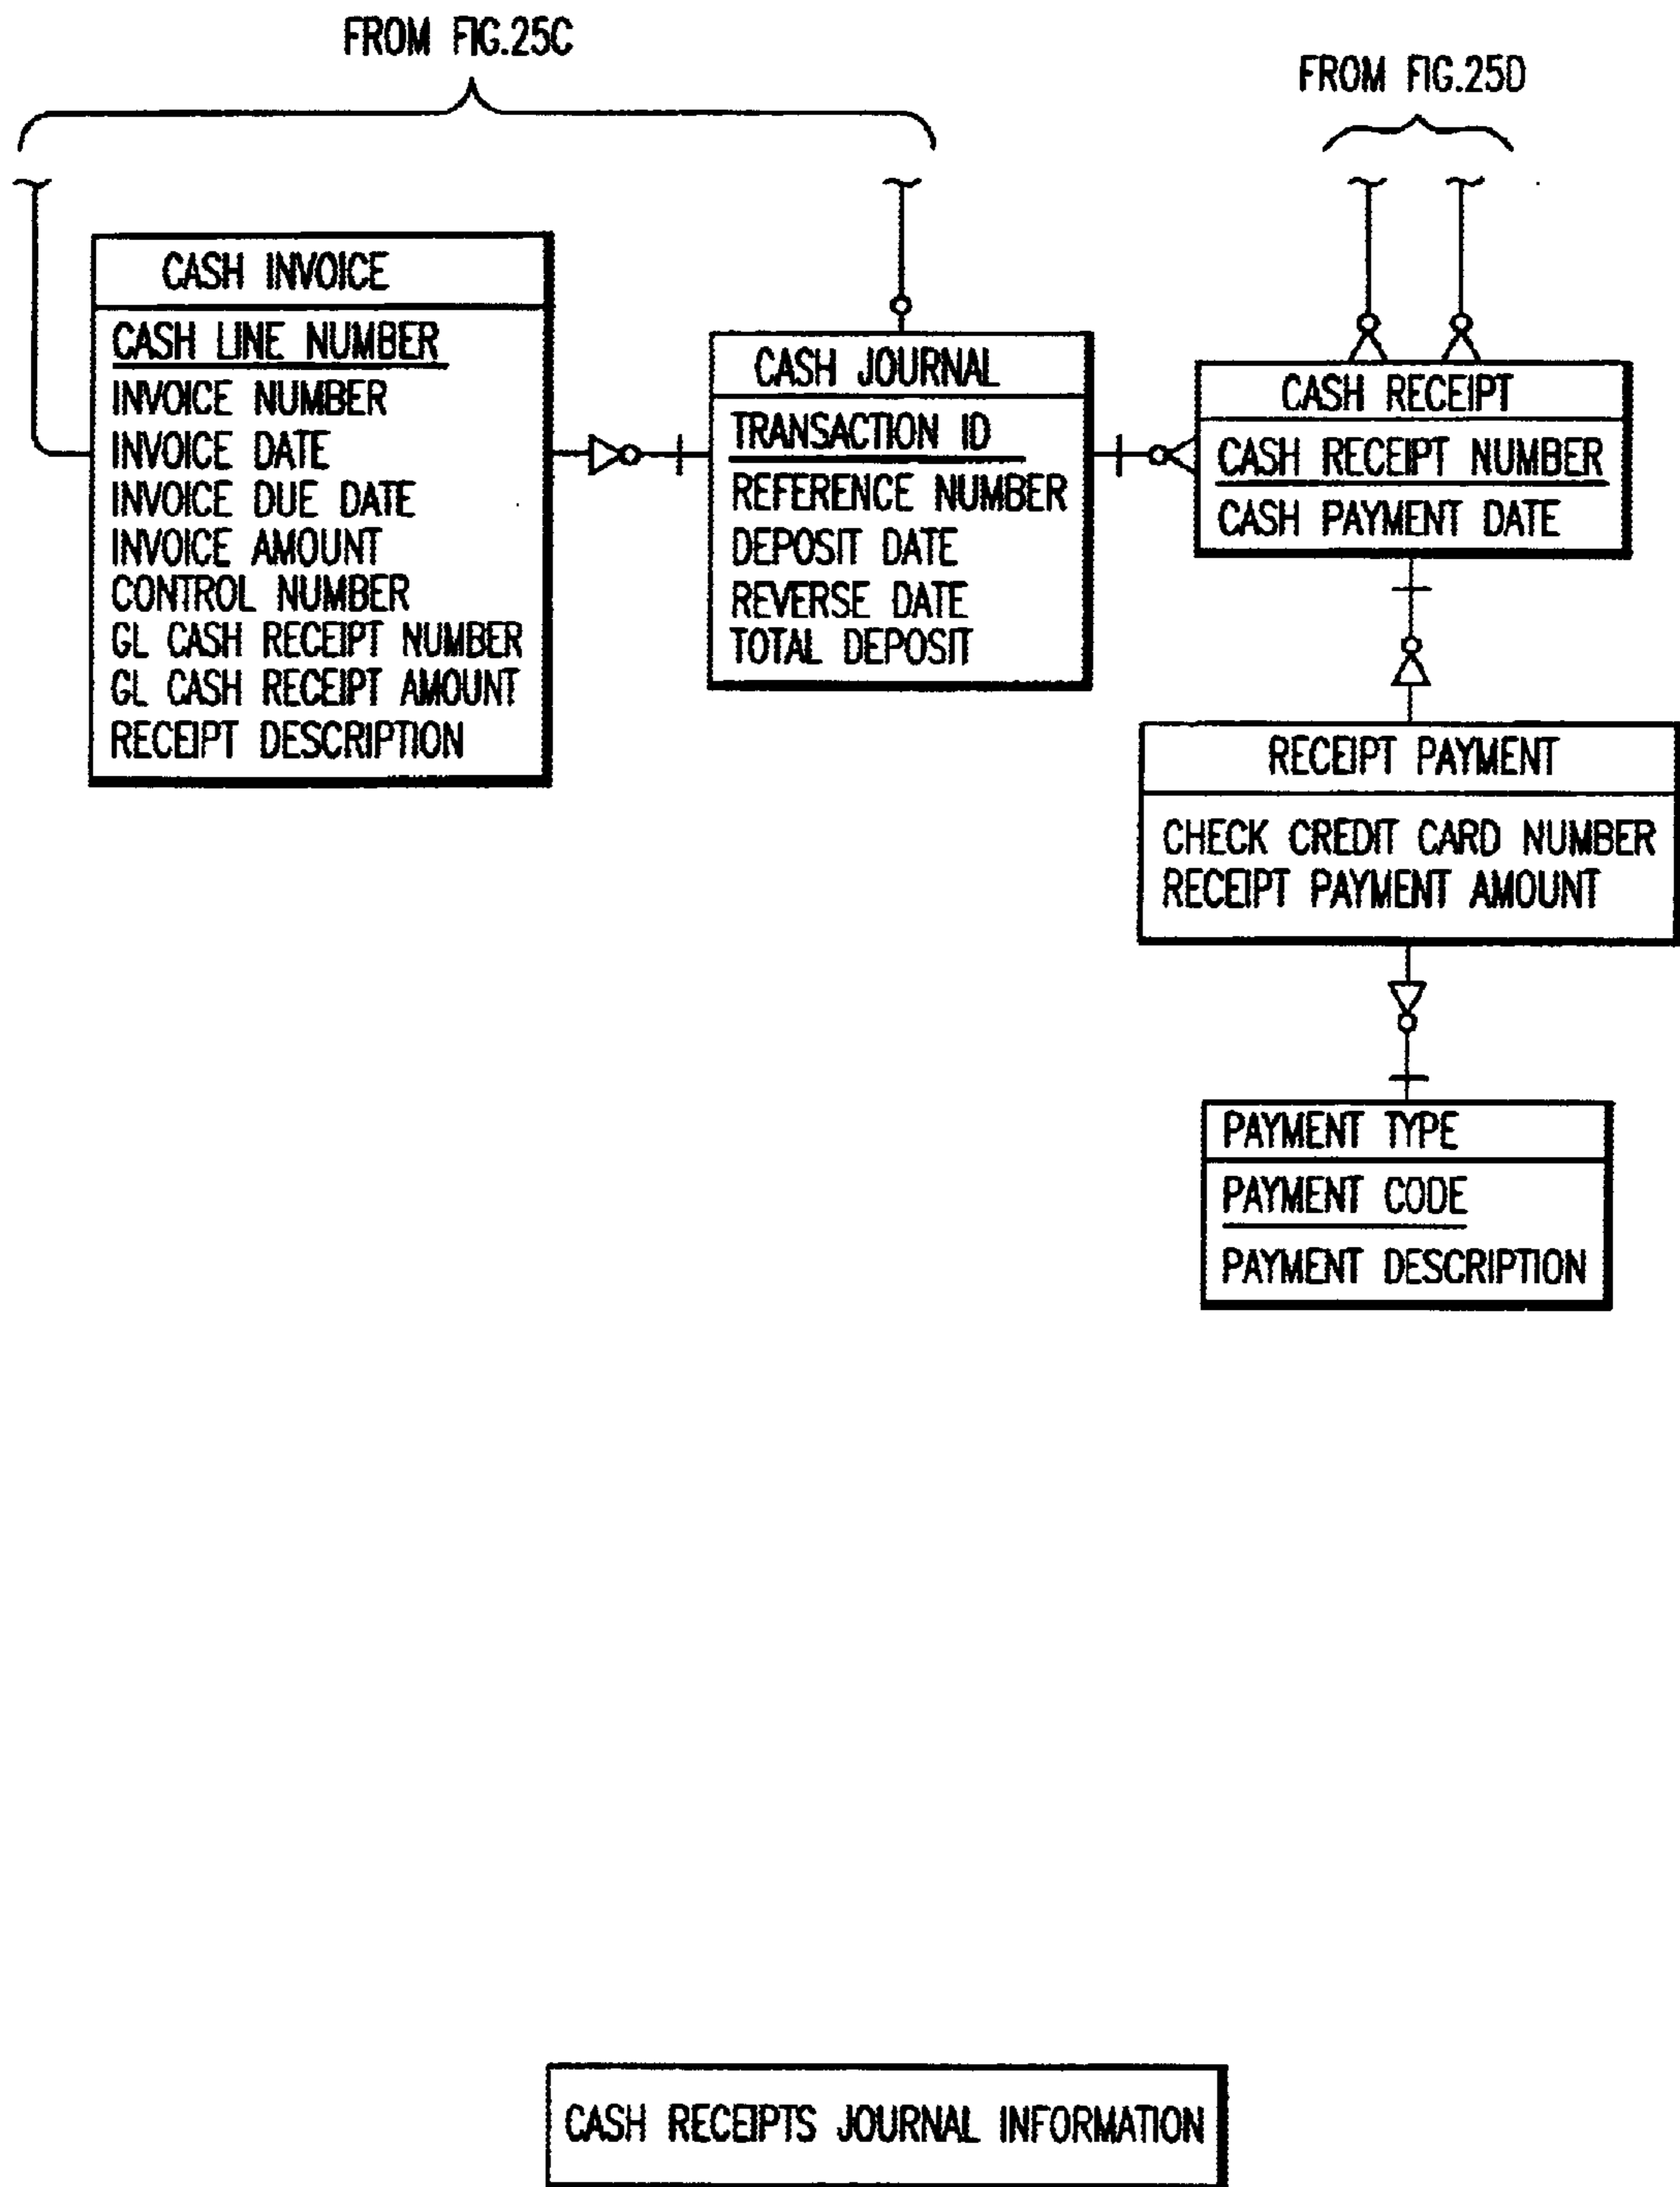 FROM FIG.25C
FROM FIG.25D
CASH INVOICE
CASH LINE NUMBER
INVOICE NUMBER
INVOICE DATE
INVOICE DUE DATE
INVOICE AMOUNT
CONTROL NUMBER
GL CASH RECEIPT NUMBER
GL CASH RECEIPT AMOUNT
RECEIPT DESCRIPTION
CASH JOURNAL
TRANSACTION ID
REFERENCE NUMBER
DEPOSIT DATE
REVERSE DATE
TOTAL DEPOSIT
CASH RECEIPT
CASH RECEIPT NUMBER
CASH PAYMENT DATE
RECEIPT PAYMENT
CHECK CREDIT CARD NUMBER
RECEIPT PAYMENT AMOUNT
PAYMENT TYPE
PAYMENT CODE
PAYMENT DESCRIPTION
CASH RECEIPTS JOURNAL INFORMATION